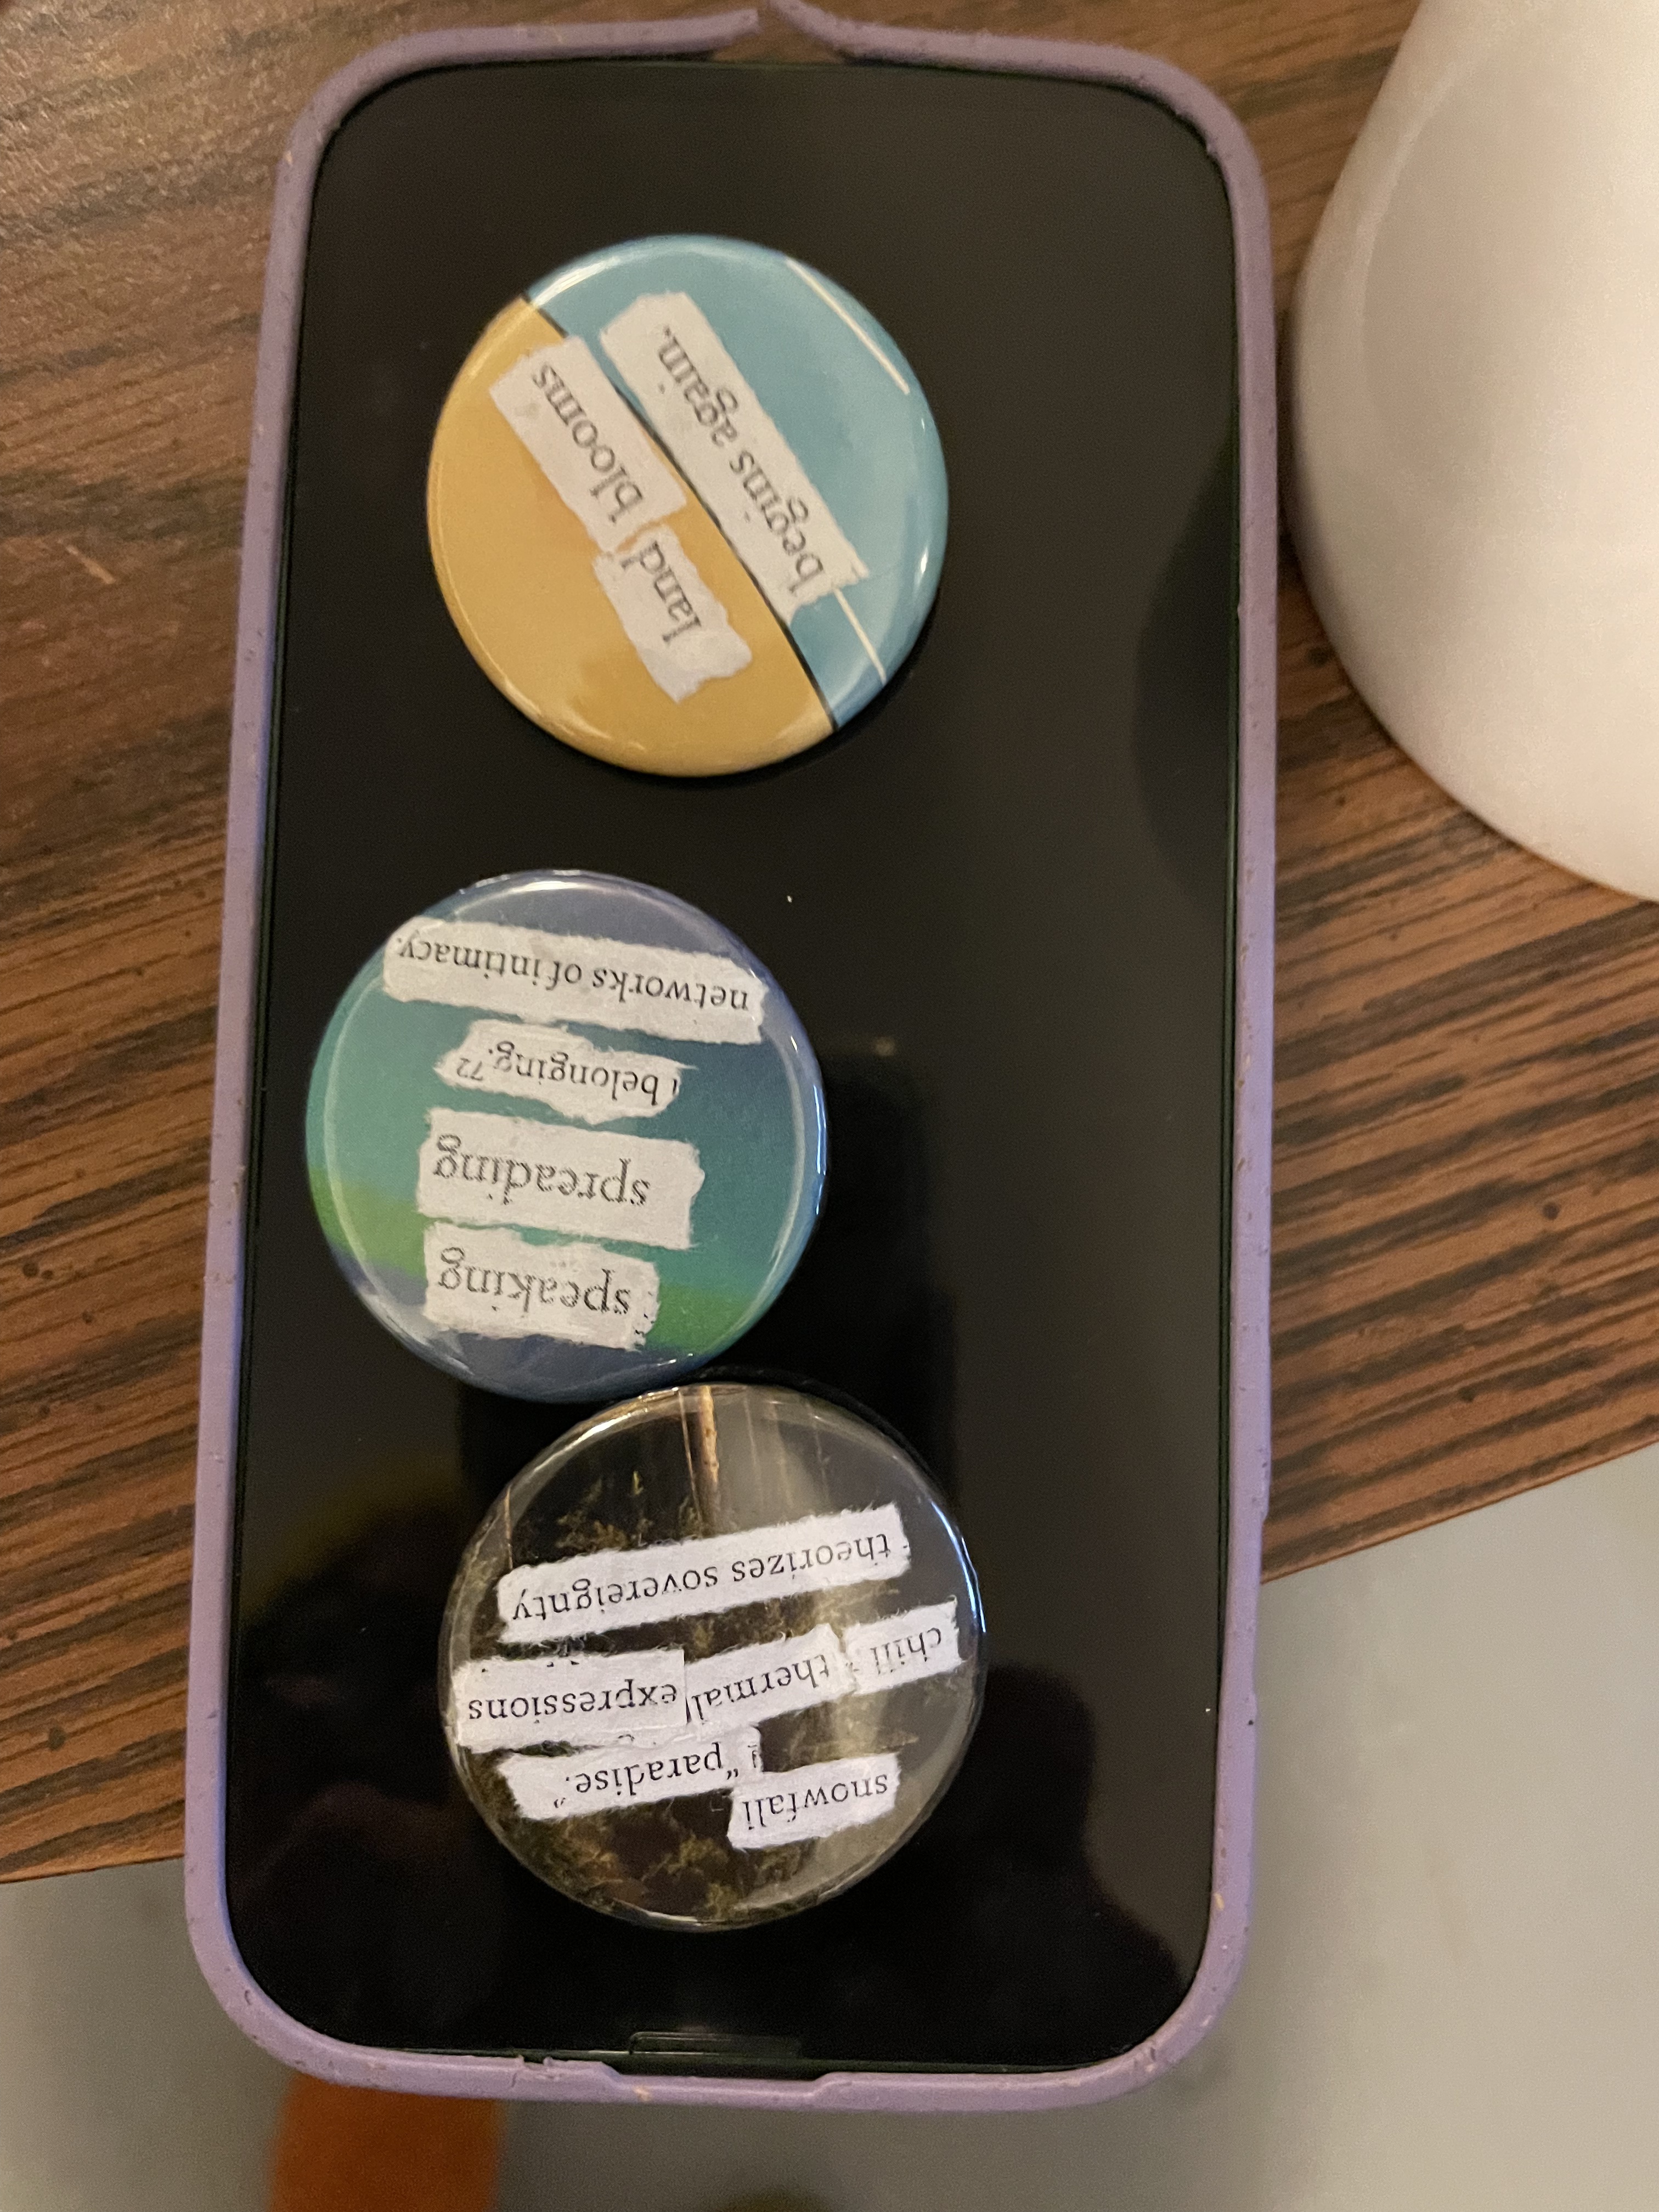 snowfall “paradise.”
chill thermal expressions
theorizes sovereignty
speaking
spreading
belonging.72
networks of intimacy.
land blooms
begins again.